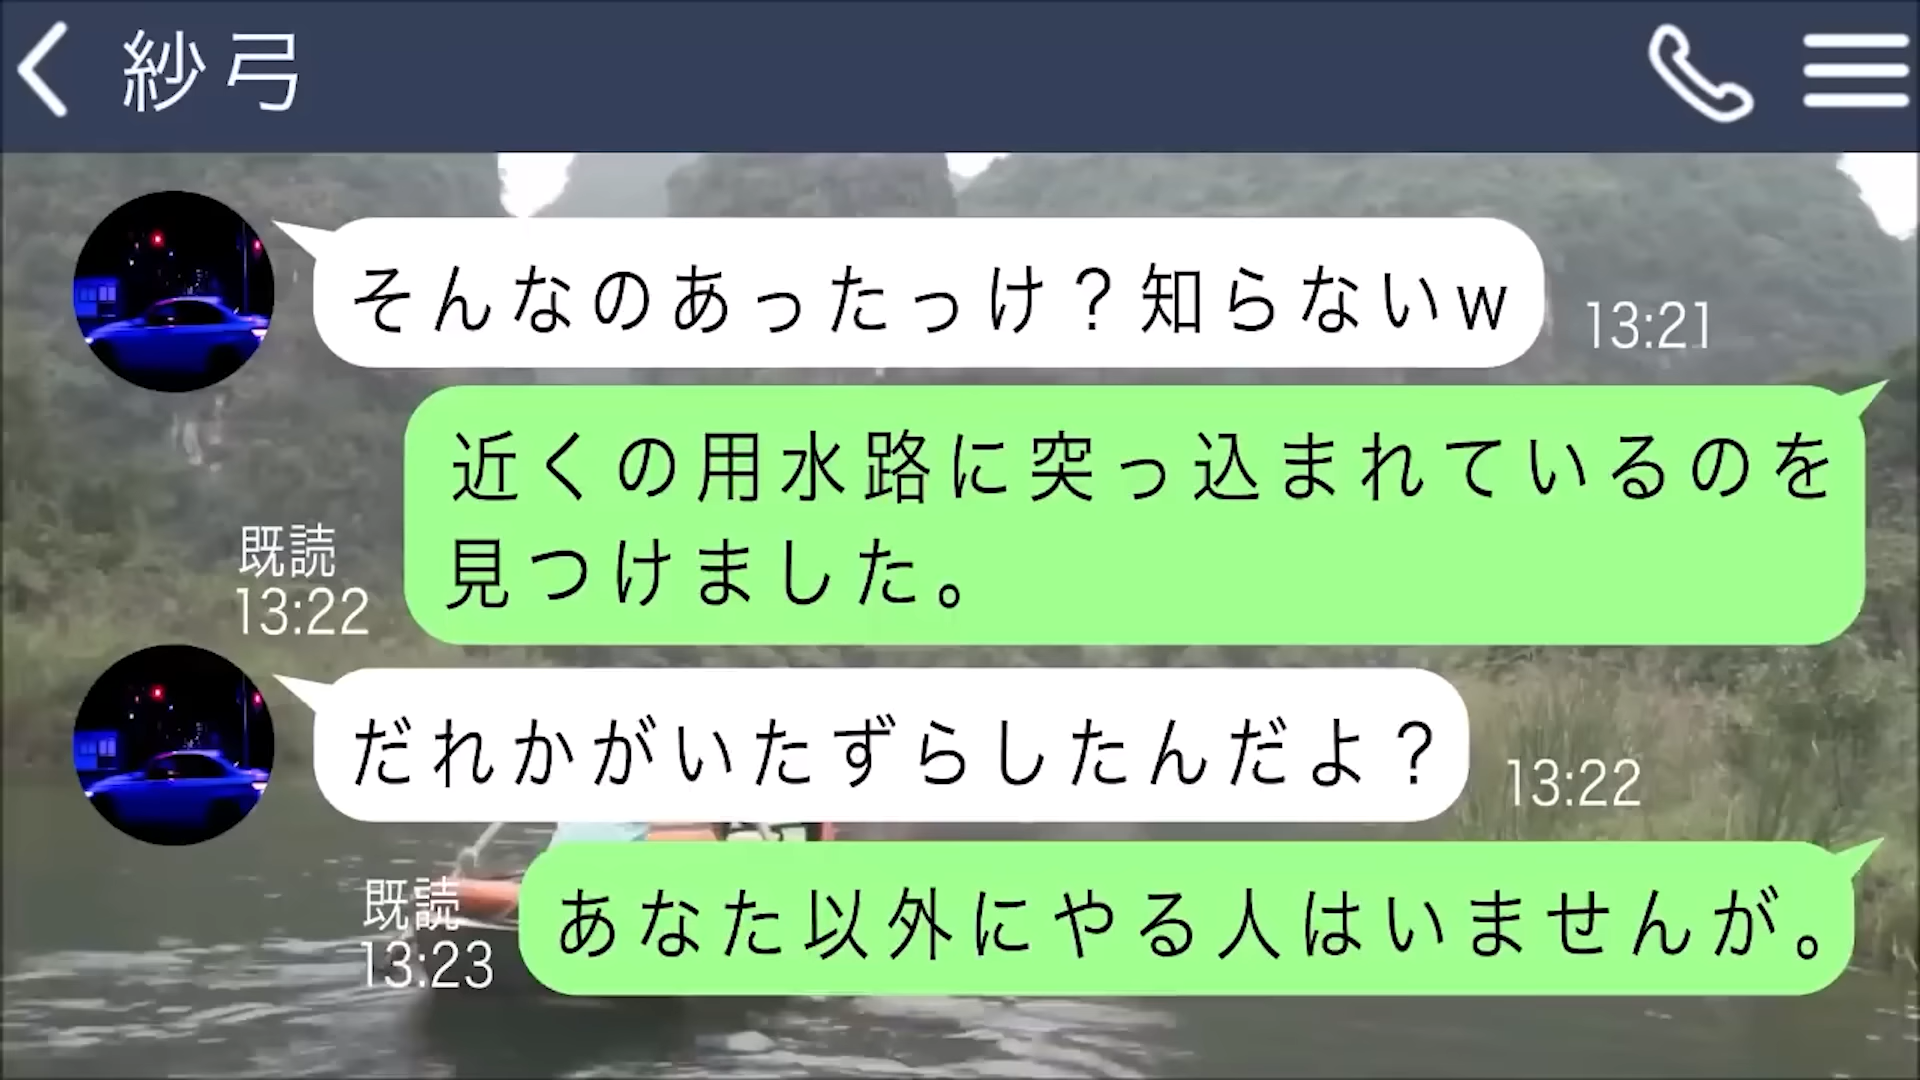 紗弓
そんなのあったっけ？知らないw
13:21
近くの用水路に突っ込まれているのを
見つけました。
既読
13:22
だれかがいたずらしたんだよ？
13:22
あなた以外にやる人はいませんが。
既読
13:23